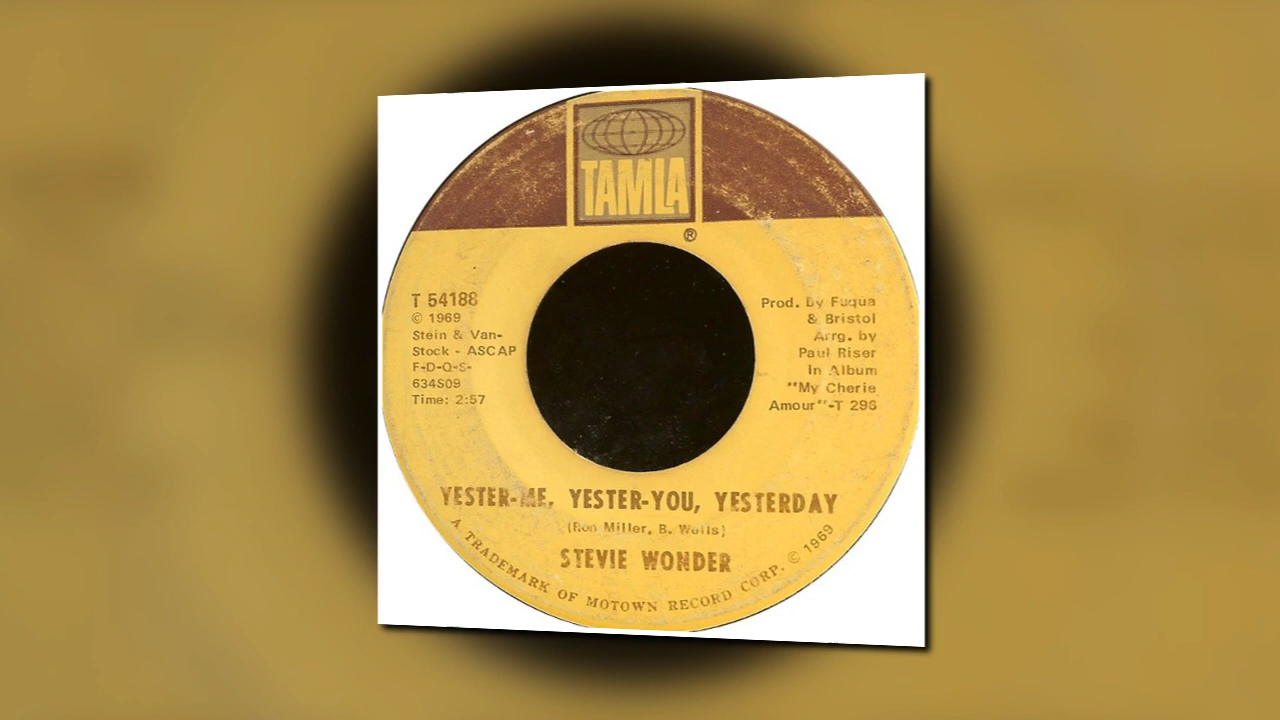 TAMLA
®
T 54188
© 1969
Stein & Van-
Stock - ASCAP
F-D-Q-S-
634S09
Time: 2:57
Prod. By Fuqua
& Bristol
Arrg. by
Paul Riser
In Album
"My Cherie
Amour"-T 296
YESTER-ME, YESTER-YOU, YESTERDAY
(Ron Miller, B. Wells)
STEVIE WONDER
A TRADEMARK OF MOTOWN RECORD CORP. © 1969